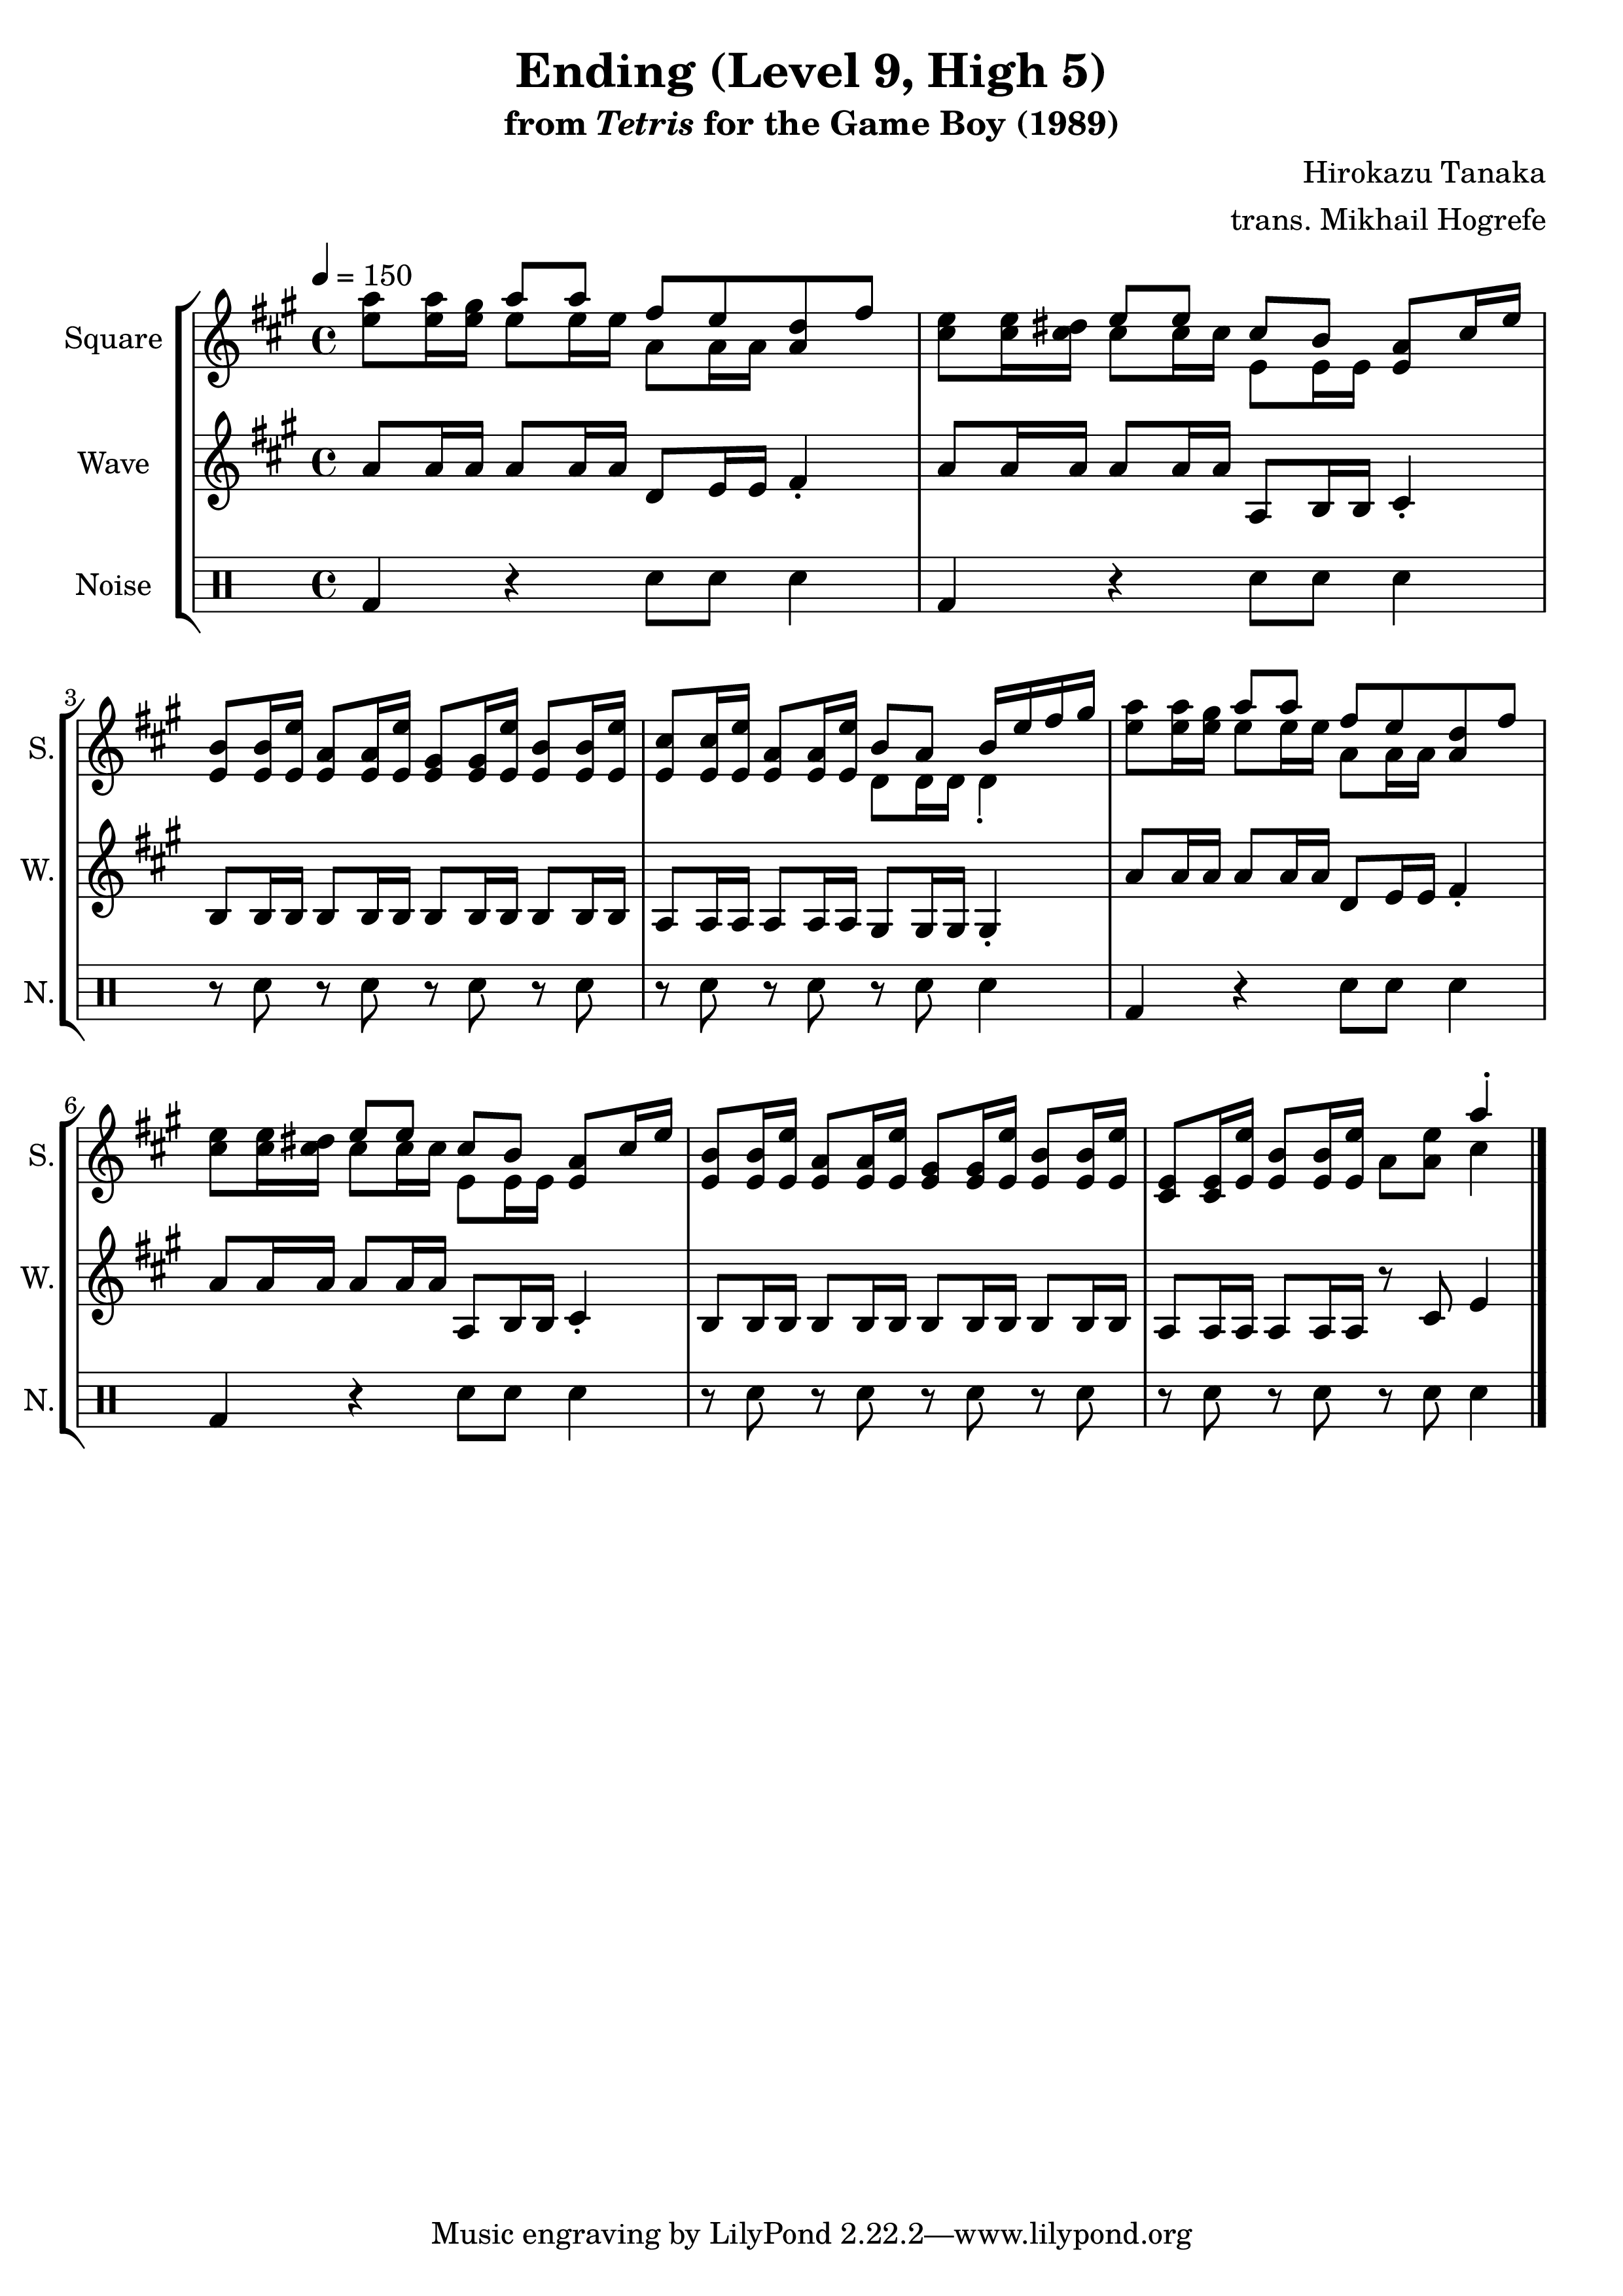 Ending (Level 9, High 5)
from Tetris for the Game Boy (1989)
Hirokazu Tanaka
trans. Mikhail Hogrefe
♩ = 150
Square
Wave
Noise
3
S.
W.
N.
6
S.
W.
N.
Music engraving by LilyPond 2.22.2—www.lilypond.org